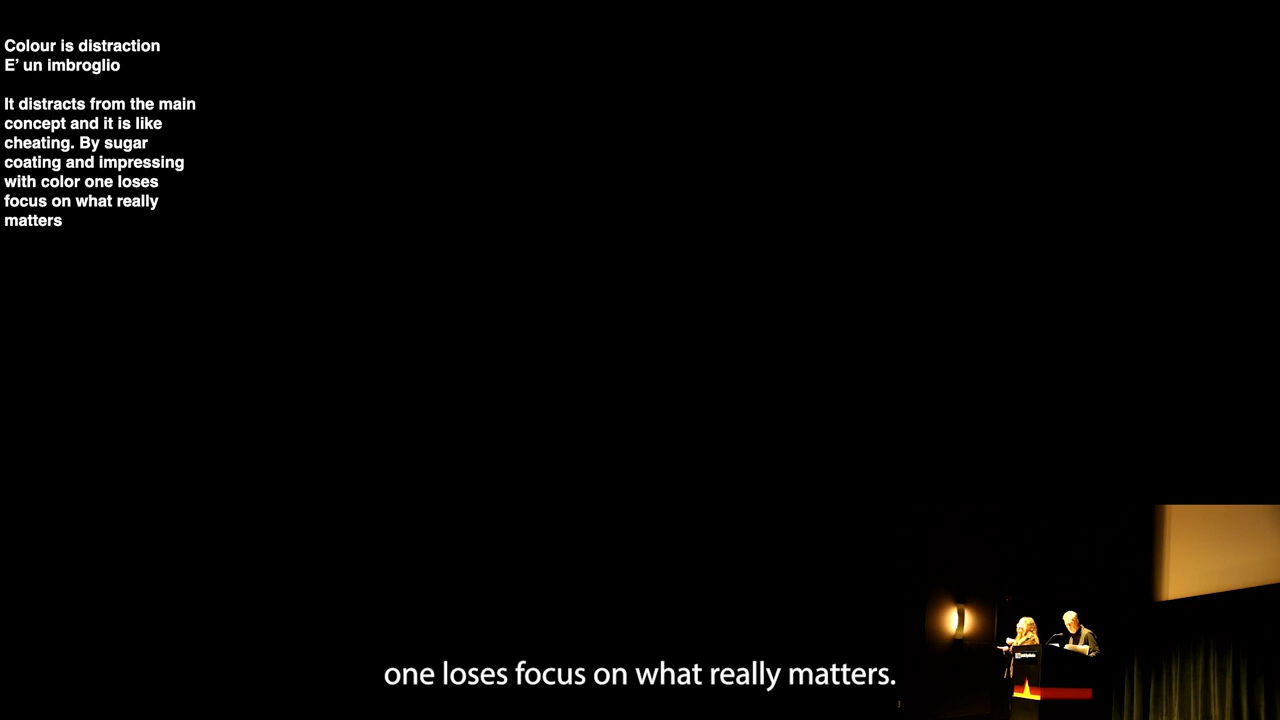 Colour is distraction
E’ un imbroglio
It distracts from the main
concept and it is like
cheating. By sugar
coating and impressing
with color one loses
focus on what really
matters
one loses focus on what really matters.